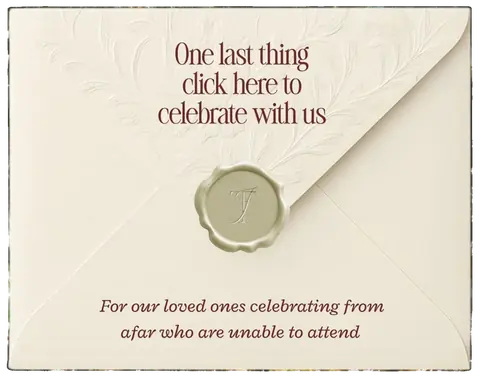 One last thing
click here to
celebrate with us
For our loved ones celebrating from
afar who are unable to attend